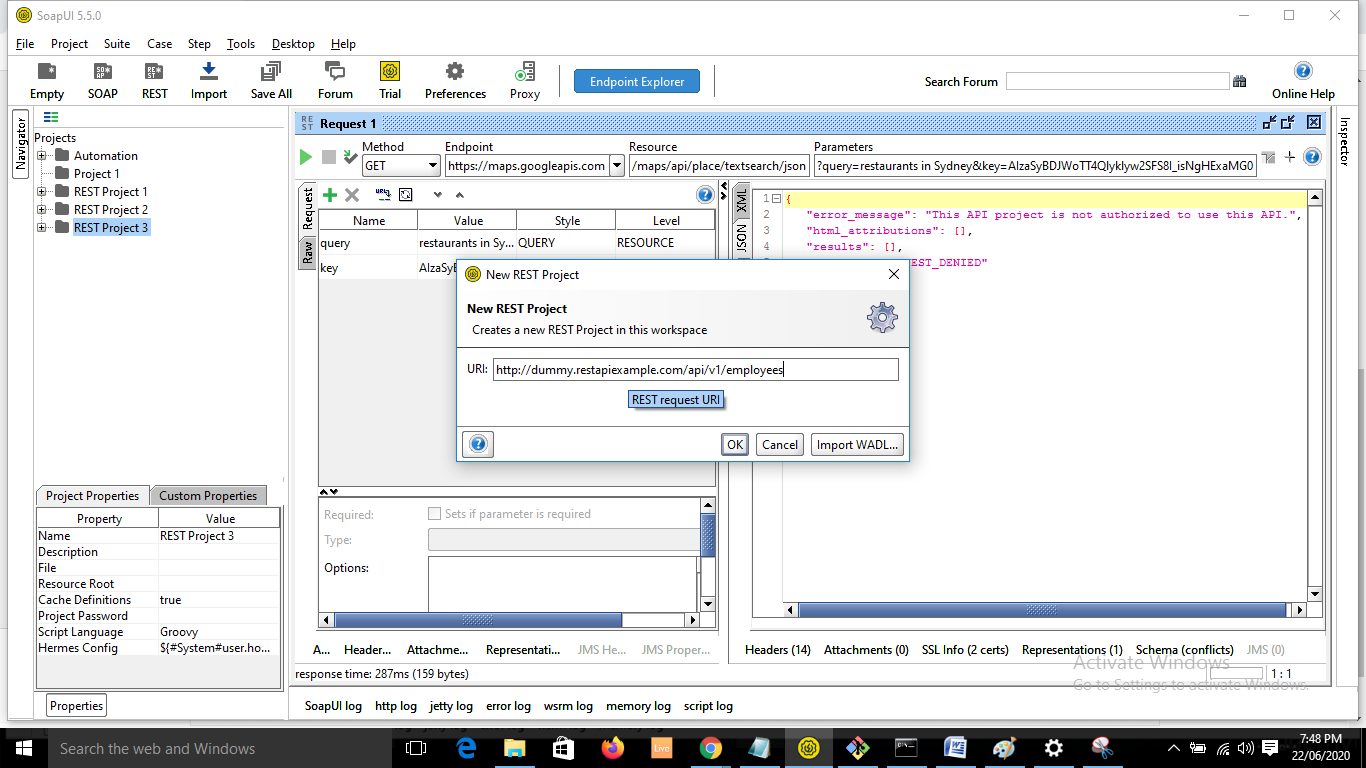 SoapUI 5.5.0
File Project Suite Case Step Tools Desktop Help
Empty SOAP REST Import Save All Forum Trial Preferences Proxy Endpoint Explorer Search Forum Online Help
Navigator
Projects
Automation
Project 1
REST Project 1
REST Project 2
REST Project 3
Request 1
Method Endpoint Resource Parameters
GET https://maps.googleapis.com /maps/api/place/textsearch/json
Inspector
Request
Raw
Name Value Style Level
query restaurants in Sy... QUERY RESOURCE
key AIzaSyB
XML
JSON
1 {
2 "error_message": "This API project is not authorized to use this API.",
3 "html_attributions": [],
4 "results": [],
EST_DENIED"
New REST Project
New REST Project
Creates a new REST Project in this workspace
URI: http://dummy.restapiexample.com/api/v1/employees
REST request URI
OK Cancel Import WADL...
Required: Sets if parameter is required
Type:
Options:
Project Properties Custom Properties
Property Value
Name REST Project 3
Description
File
Resource Root
Cache Definitions true
Project Password
Script Language Groovy
Hermes Config ${#System#user.ho...
Properties
A... Header... Attachme... Representati... JMS He... JMS Proper...
Headers (14) Attachments (0) SSL Info (2 certs) Representations (1) Schema (conflicts) JMS (0)
response time: 287ms (159 bytes)
1 : 1
Activate Windows
Go to Settings to activate Windows.
SoapUI log http log jetty log error log wsrm log memory log script log
Search the web and Windows
Live
7:48 PM
22/06/2020